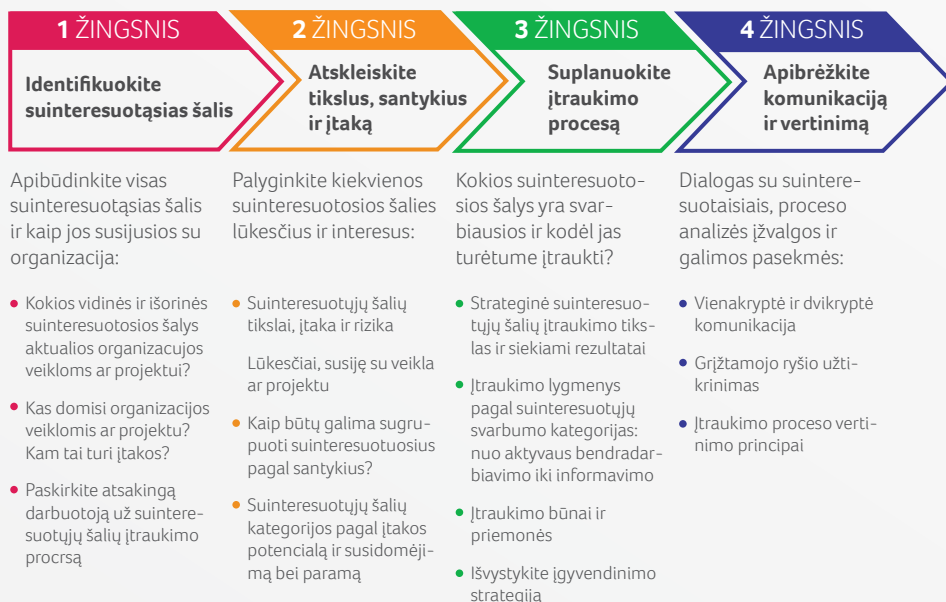 1 ŽINGSNIS
Identifikuokite
suinteresuotąsias šalis
Apibūdinkite visas
suinteresuotąsias šalis
ir kaip jos susijusios su
organizacija:
Kokios vidinės ir išorinės
suinteresuotosios šalys
aktualios organizacujos
veikloms ar projektui?
Kas domisi organizacijos
veiklomis ar projektu?
Kam tai turi įtakos?
Paskirkite atsakingą
darbuotoją už suintere-
suotųjų šalių įtraukimo
procrsą
2 ŽINGSNIS
Atskleiskite
tikslus, santykius
ir įtaką
Palyginkite kiekvienos
suinteresuotosios šalies
lūkesčius ir interesus:
Suinteresuotųjų šalių
tikslai, įtaka ir rizika
Lūkesčiai, susiję su veikla
ar projektu
Kaip būtų galima sugru-
puoti suinteresuotuosius
pagal santykius?
Suinteresuotųjų šalių
kategorijos pagal įtakos
potencialą ir susidomėji-
mą bei paramą
3 ŽINGSNIS
Suplanuokite
įtraukimo
procesą
Kokios suinteresuoto-
sios šalys yra svar-
biausios ir kodėl jas
turėtume įtraukti?
Strateginė suinteresuo-
tųjų šalių įtraukimo tiks-
las ir siekiami rezultatai
Įtraukimo lygmenys
pagal suinteresuotųjų
svarbumo kategorijas:
nuo aktyvaus bendradar-
biavimo iki informavimo
Įtraukimo būnai ir
priemonės
Išvystykite įgyvendinimo
strategiją
4 ŽINGSNIS
Apibrėžkite
komunikaciją
ir vertinimą
Dialogas su suintere-
suotaisiais, proceso
analizės įžvalgos ir
galimos pasekmės:
Vienakryptė ir dvikryptė
komunikacija
Grįžtamojo ryšio užti-
krinimas
Įtraukimo proceso verti-
nimo principai